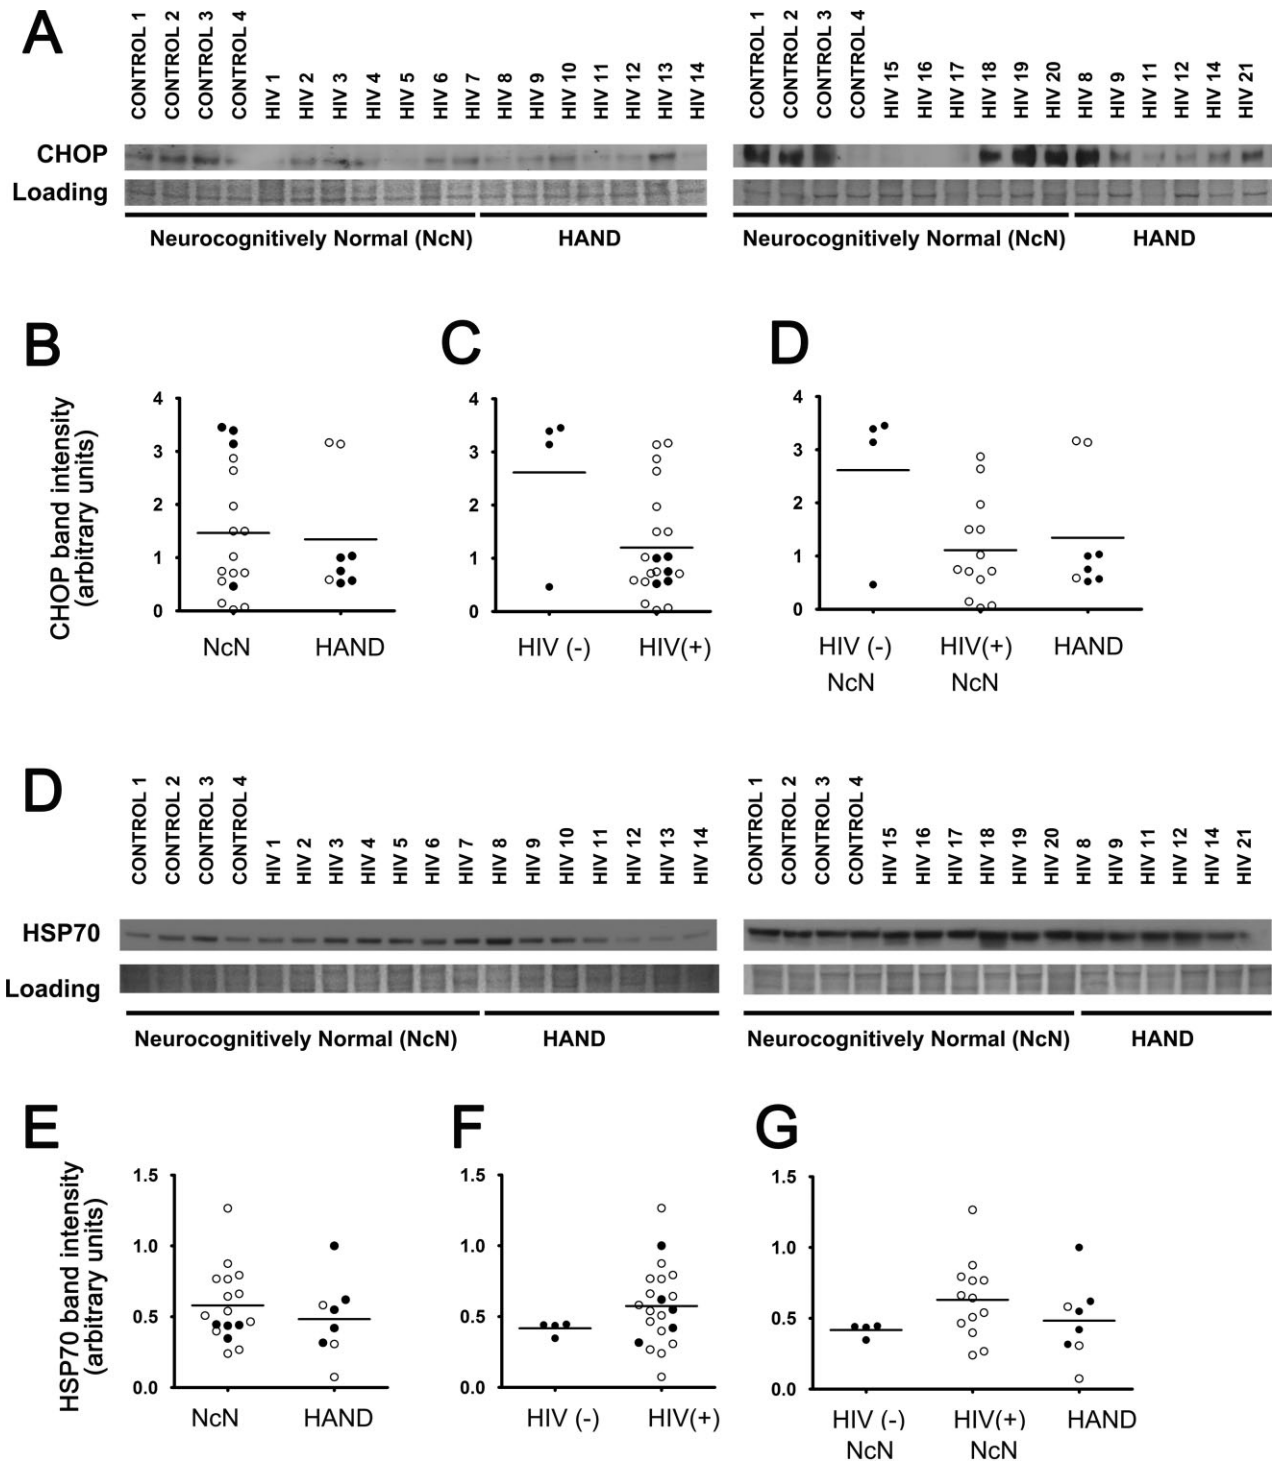 A
CONTROL 1
CONTROL 2
CONTROL 3
CONTROL 4
HIV 1
HIV 2
HIV 3
HIV 4
HIV 5
HIV 6
HIV 7
HIV 8
HIV 9
HIV 10
HIV 11
HIV 12
HIV 13
HIV 14
CONTROL 1
CONTROL 2
CONTROL 3
CONTROL 4
HIV 15
HIV 16
HIV 17
HIV 18
HIV 19
HIV 20
HIV 8
HIV 9
HIV 11
HIV 12
HIV 14
HIV 21
CHOP
Loading
Neurocognitively Normal (NcN)
HAND
Neurocognitively Normal (NcN)
HAND
B
CHOP band intensity
(arbitrary units)
4
3
2
1
0
NcN
HAND
C
4
3
2
1
0
HIV (-)
HIV(+)
D
4
3
2
1
0
HIV (-)
NcN
HIV(+)
NcN
HAND
D
CONTROL 1
CONTROL 2
CONTROL 3
CONTROL 4
HIV 1
HIV 2
HIV 3
HIV 4
HIV 5
HIV 6
HIV 7
HIV 8
HIV 9
HIV 10
HIV 11
HIV 12
HIV 13
HIV 14
CONTROL 1
CONTROL 2
CONTROL 3
CONTROL 4
HIV 15
HIV 16
HIV 17
HIV 18
HIV 19
HIV 20
HIV 8
HIV 9
HIV 11
HIV 12
HIV 14
HIV 21
HSP70
Loading
Neurocognitively Normal (NcN)
HAND
Neurocognitively Normal (NcN)
HAND
E
HSP70 band intensity
(arbitrary units)
1.5
1.0
0.5
0.0
NcN
HAND
F
1.5
1.0
0.5
0.0
HIV (-)
HIV(+)
G
1.5
1.0
0.5
0.0
HIV (-)
NcN
HIV(+)
NcN
HAND